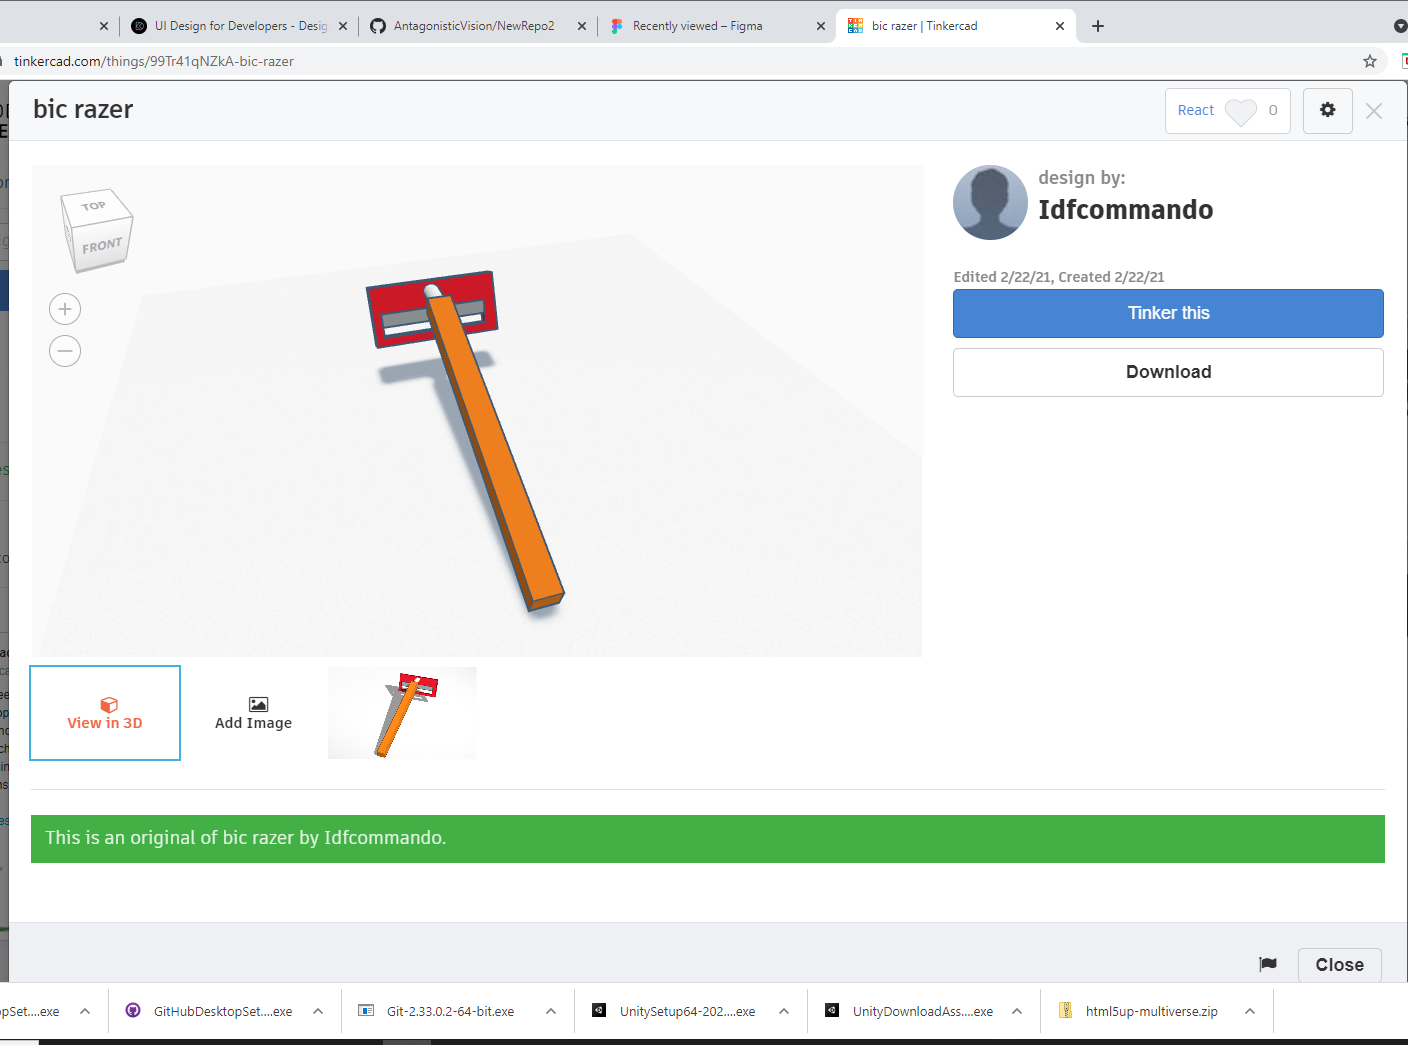 UI Design for Developers - Desig
AntagonisticVision/NewRepo2
Recently viewed – Figma
bic razer | Tinkercad
tinkercad.com/things/99Tr41qNZkA-bic-razer
bic razer
React
0
TOP
FRONT
design by:
Idfcommando
Edited 2/22/21, Created 2/22/21
Tinker this
Download
View in 3D
Add Image
This is an original of bic razer by Idfcommando.
Close
pSet....exe
GitHubDesktopSet....exe
Git-2.33.0.2-64-bit.exe
UnitySetup64-202....exe
UnityDownloadAss....exe
html5up-multiverse.zip